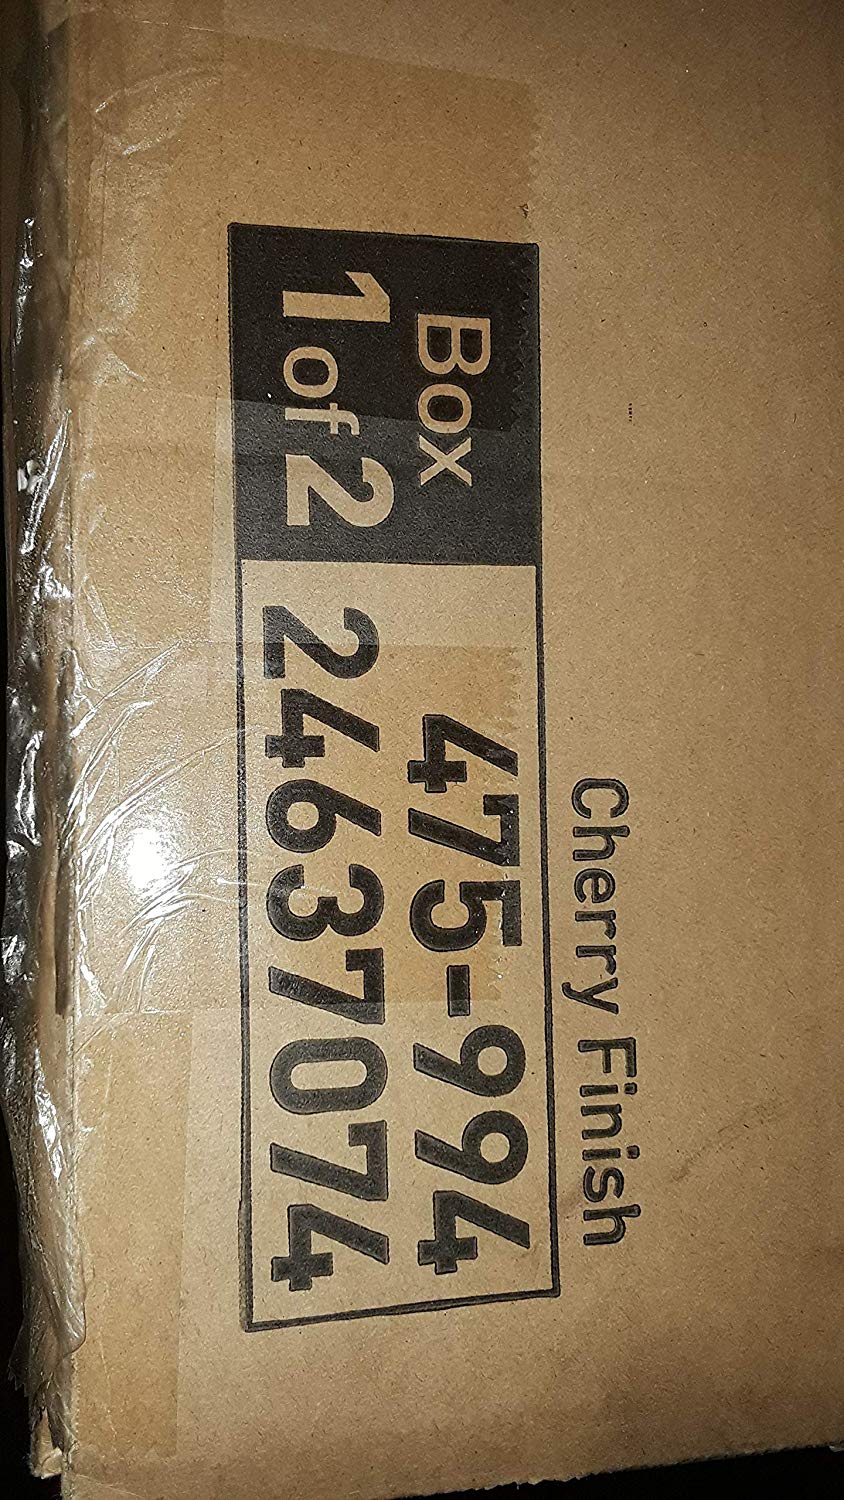 Cherry Finish
Box
1 of 2
475-994
24637074